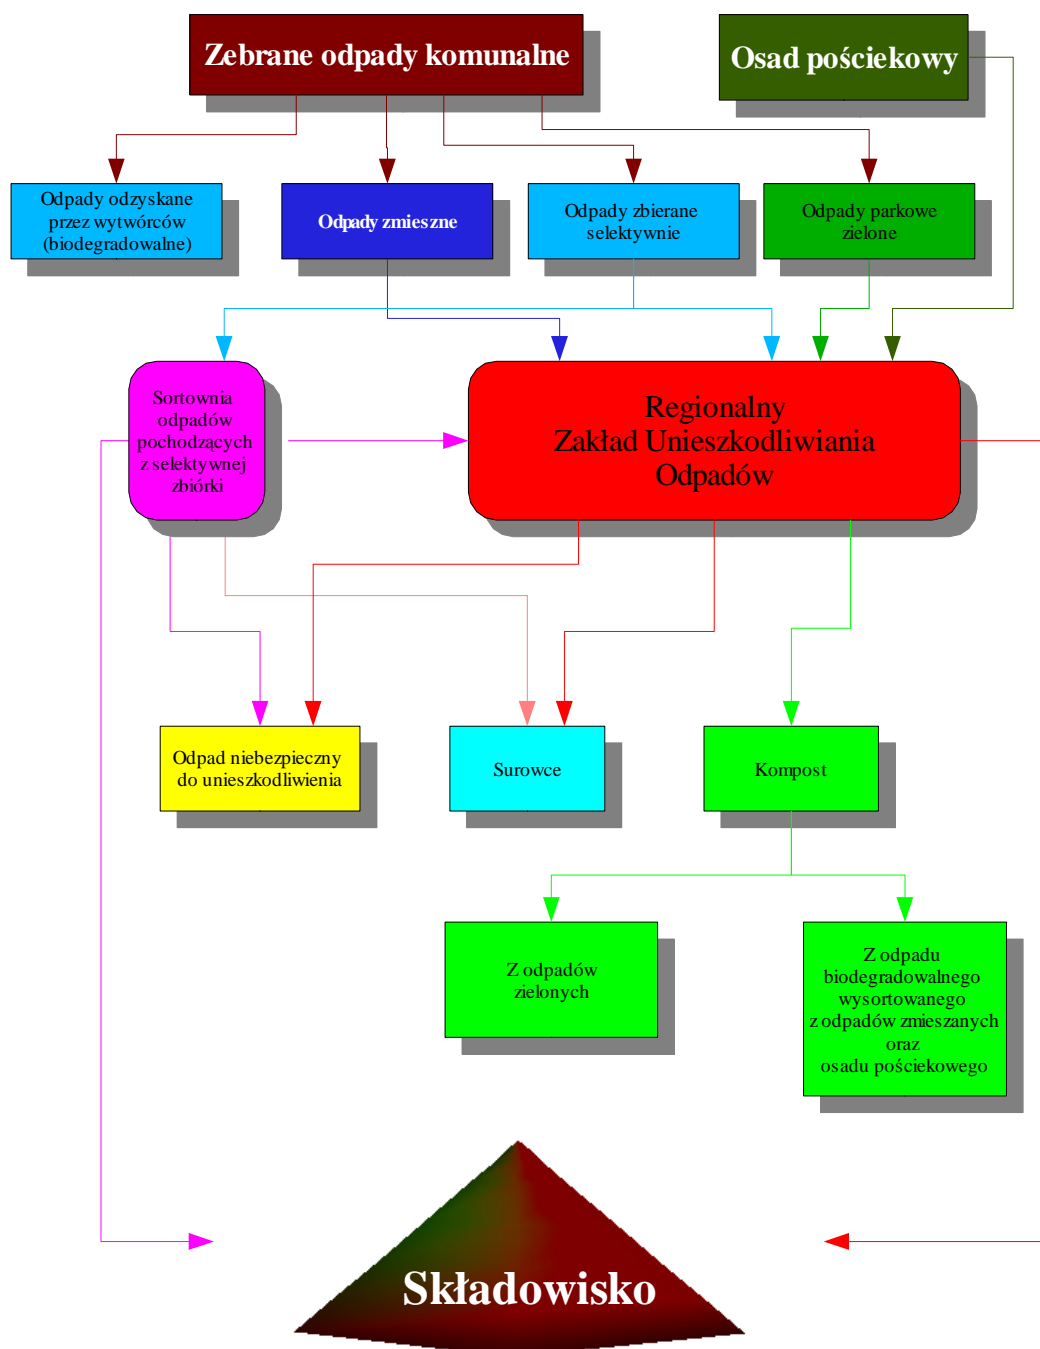 Zebrane odpady komunalne
Osad pościekowy
Odpady odzyskane
przez wytwórców
(biodegradowalne)
Odpady zmieszne
Odpady zbierane
selektywnie
Odpady parkowe
zielone
Sortownia
odpadów
pochodzących
z selektywnej
zbiórki
Regionalny
Zakład Unieszkodliwiania
Odpadów
Odpad niebezpieczny
do unieszkodliwienia
Surowce
Kompost
Z odpadów
zielonych
Z odpadu
biodegradowalnego
wysortowanego
z odpadów zmieszanych
oraz
osadu pościekowego
Składowisko